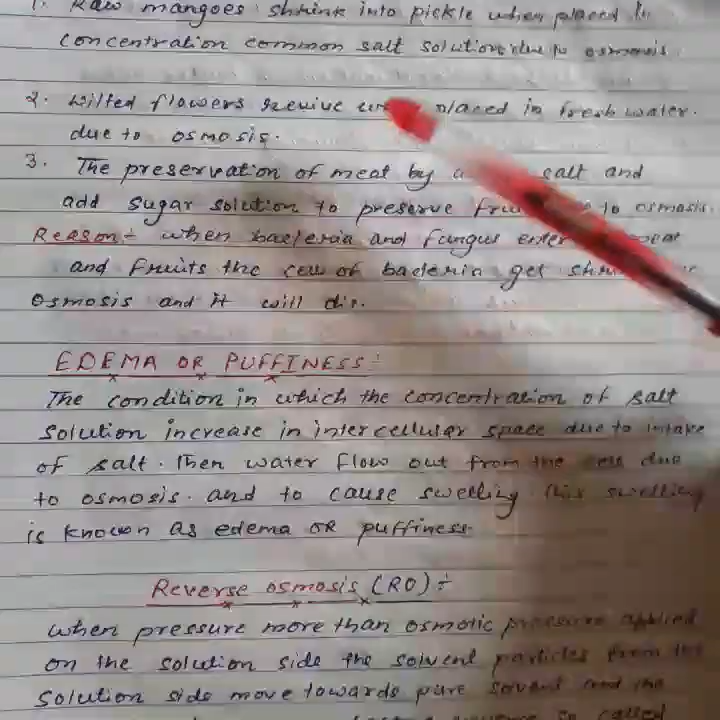 1. Raw mangoes shrink into pickle when placed in
concentration common salt solution due to osmosis.
2. Wilted flowers revive placed in fresh water.
due to osmosis.
3. The preservation of meat by salt and
add sugar solution to preserve to osmosis.
Reason:- when bacteria and fungus enter
and fruits the cell of bacteria get
osmosis and it will die.
EDEMA OR PUFFINESS:-
The condition in which the concentration of salt
solution increase in intercellular space due to intake
of salt. Then water flow out from the due
to osmosis. and to cause swelling this swelling
is known as edema OR puffiness.
Reverse osmosis (RO) :-
when pressure more than osmotic pressure applied
on the solution side the solvent particles from the
solution side move towards pure solvent and the
called